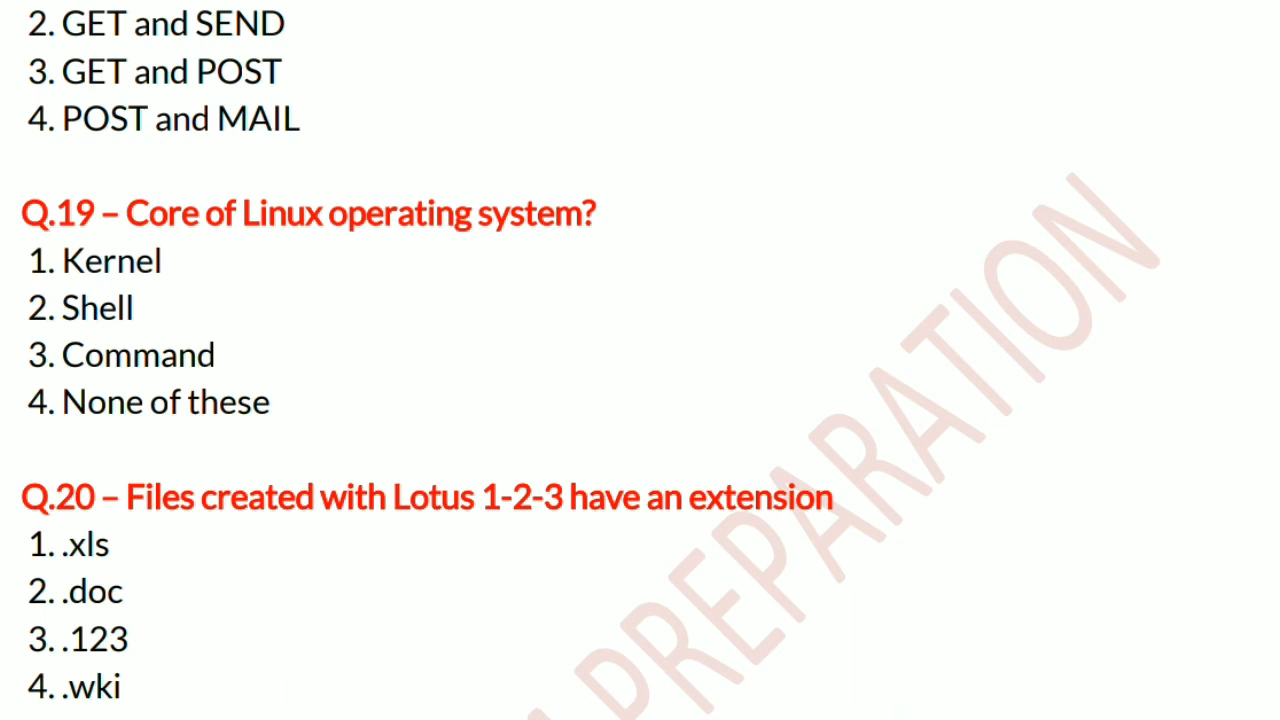 2. GET and SEND
3. GET and POST
4. POST and MAIL
Q.19 – Core of Linux operating system?
1. Kernel
2. Shell
3. Command
4. None of these
Q.20 – Files created with Lotus 1-2-3 have an extension
1. .xls
2. .doc
3. .123
4. .wki
PREPARATION